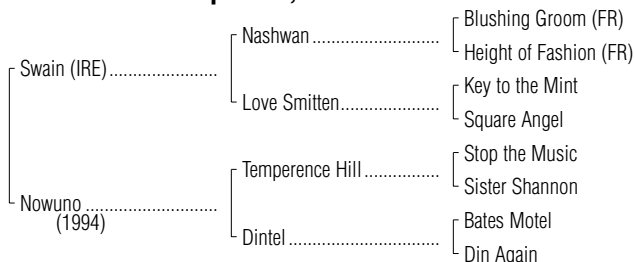 Swain (IRE)
Nowuno
(1994)
Nashwan
Love Smitten
Temperence Hill
Dintel
Blushing Groom (FR)
Height of Fashion (FR)
Key to the Mint
Square Angel
Stop the Music
Sister Shannon
Bates Motel
Din Again